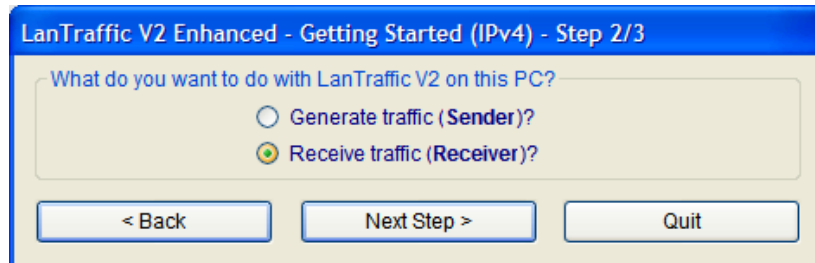 LanTraffic V2 Enhanced - Getting Started (IPv4) - Step 2/3
What do you want to do with LanTraffic V2 on this PC?
Generate traffic (Sender)?
Receive traffic (Receiver)?
< Back
Next Step >
Quit